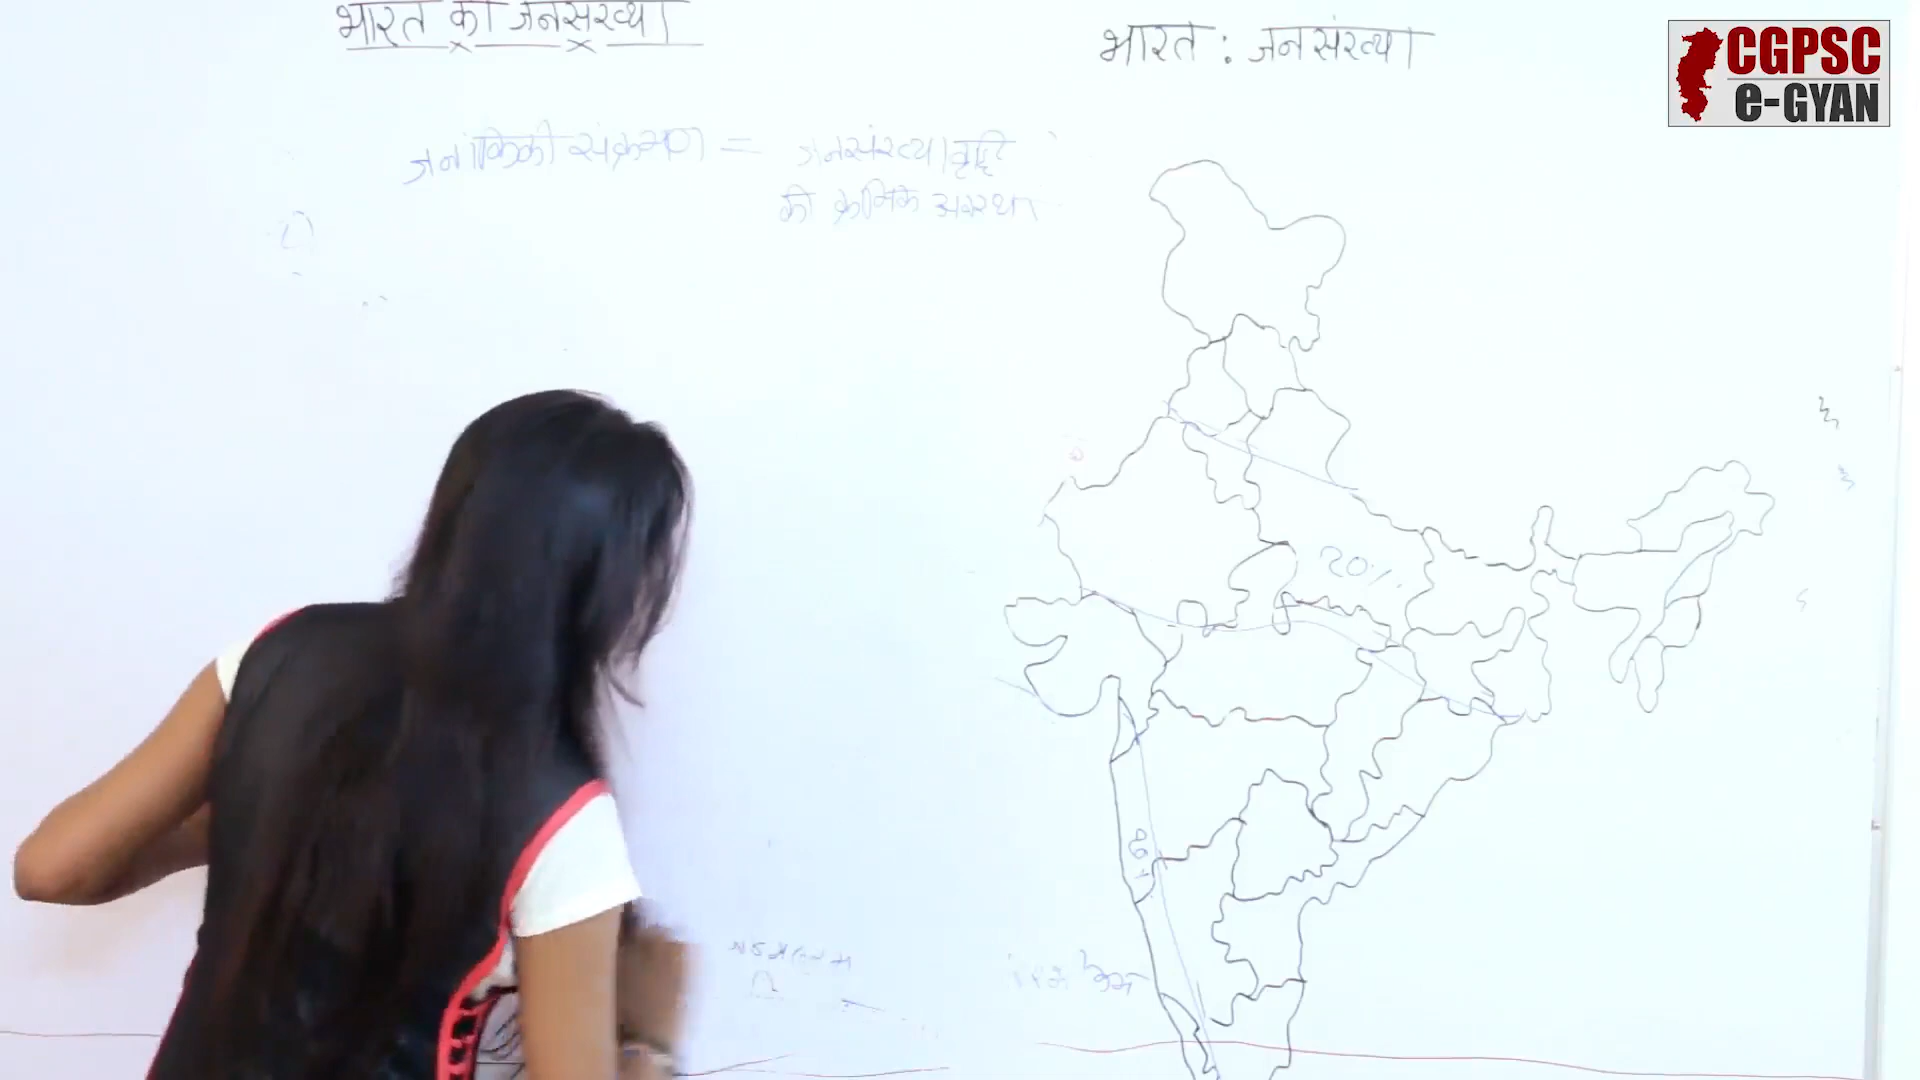 भारत की जनसंख्या
भारत : जनसंख्या
जनांकिकी संक्रमण = जनसंख्या वृद्धि
की क्रमिक अवस्था
20%
CGPSC
e-GYAN